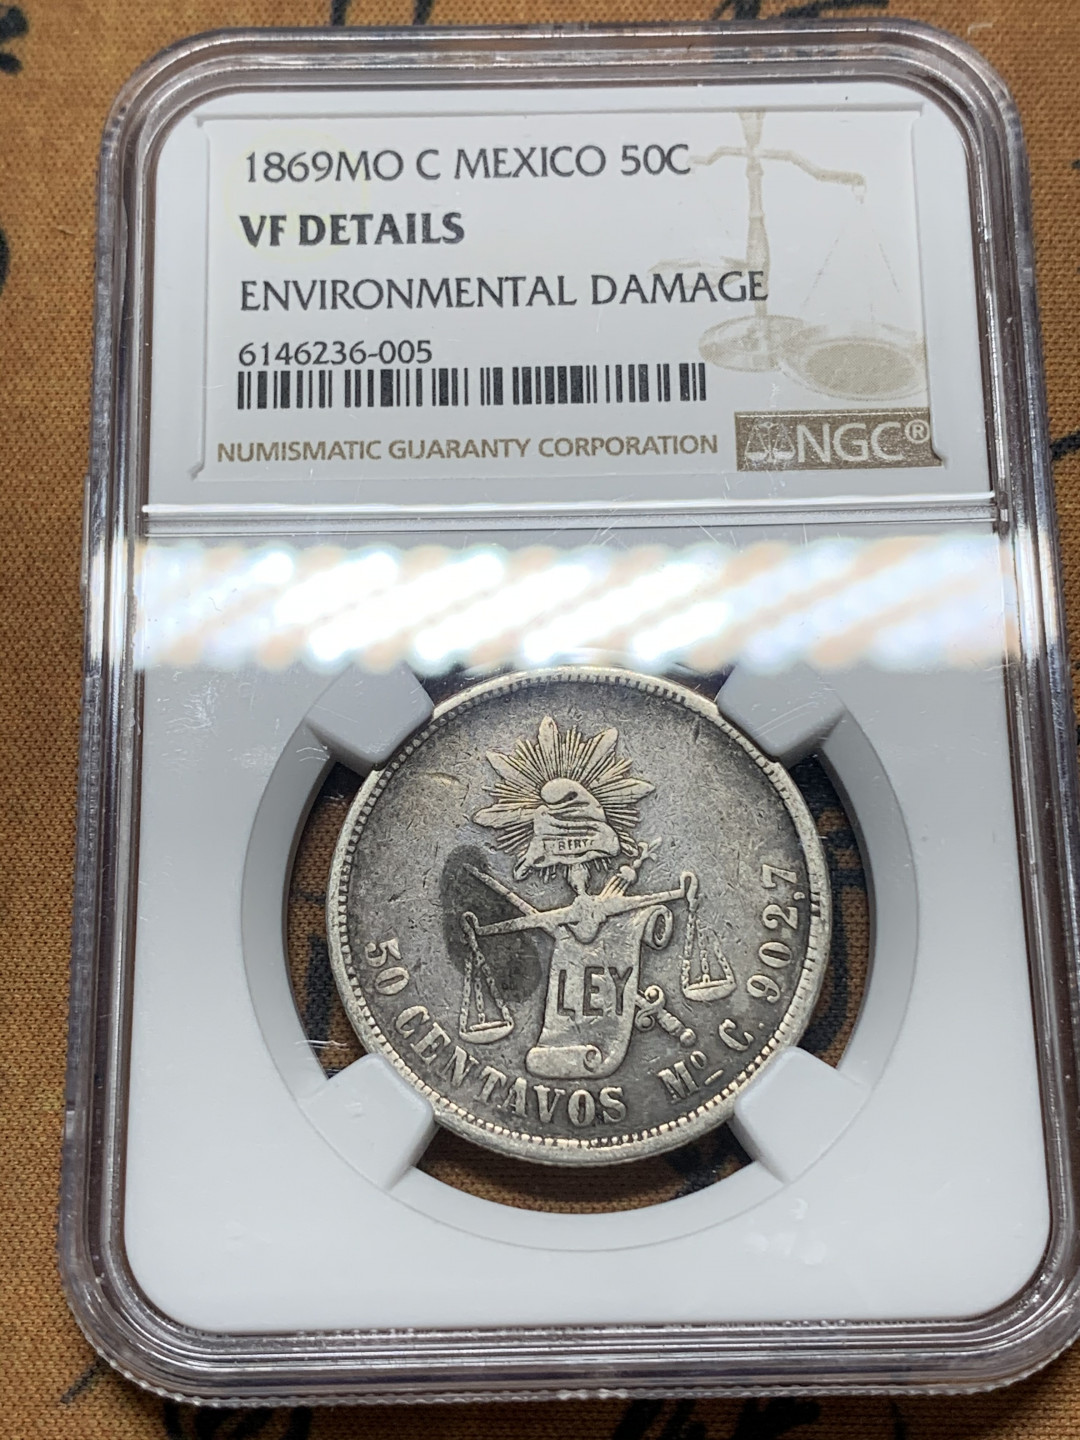 1869MO C MEXICO 50C
VF DETAILS
ENVIRONMENTAL DAMAGE
6146236-005
NUMISMATIC GUARANTY CORPORATION NGC®
LEY
50 CENTAVOS Mº C. 902,7